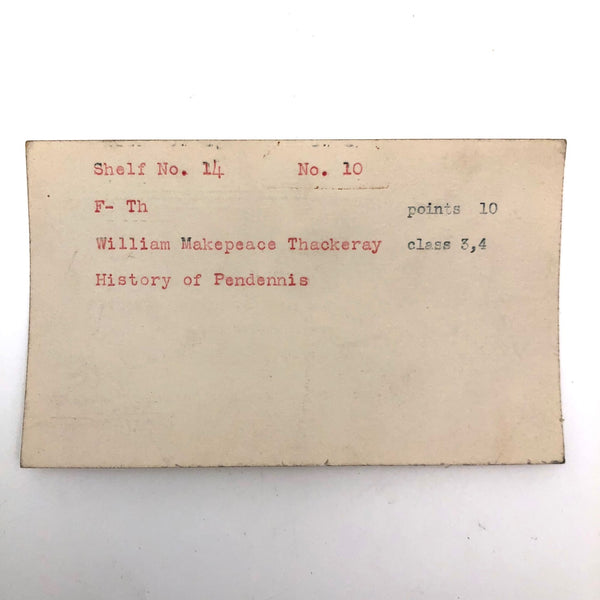 Shelf No. 14 No. 10
F- Th points 10
William Makepeace Thackeray class 3,4
History of Pendennis